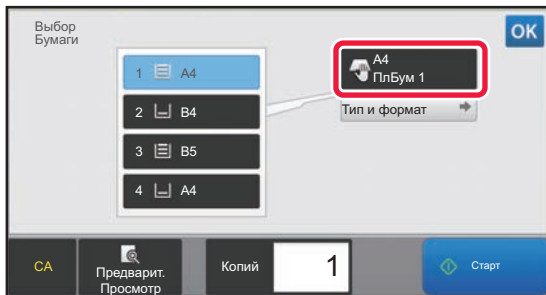 Выбор
Бумаги
OK
1 A4
2 B4
3 B5
4 A4
A4
ПлБум 1
Тип и формат
CA
Предварит.
Просмотр
Копий
1
Старт